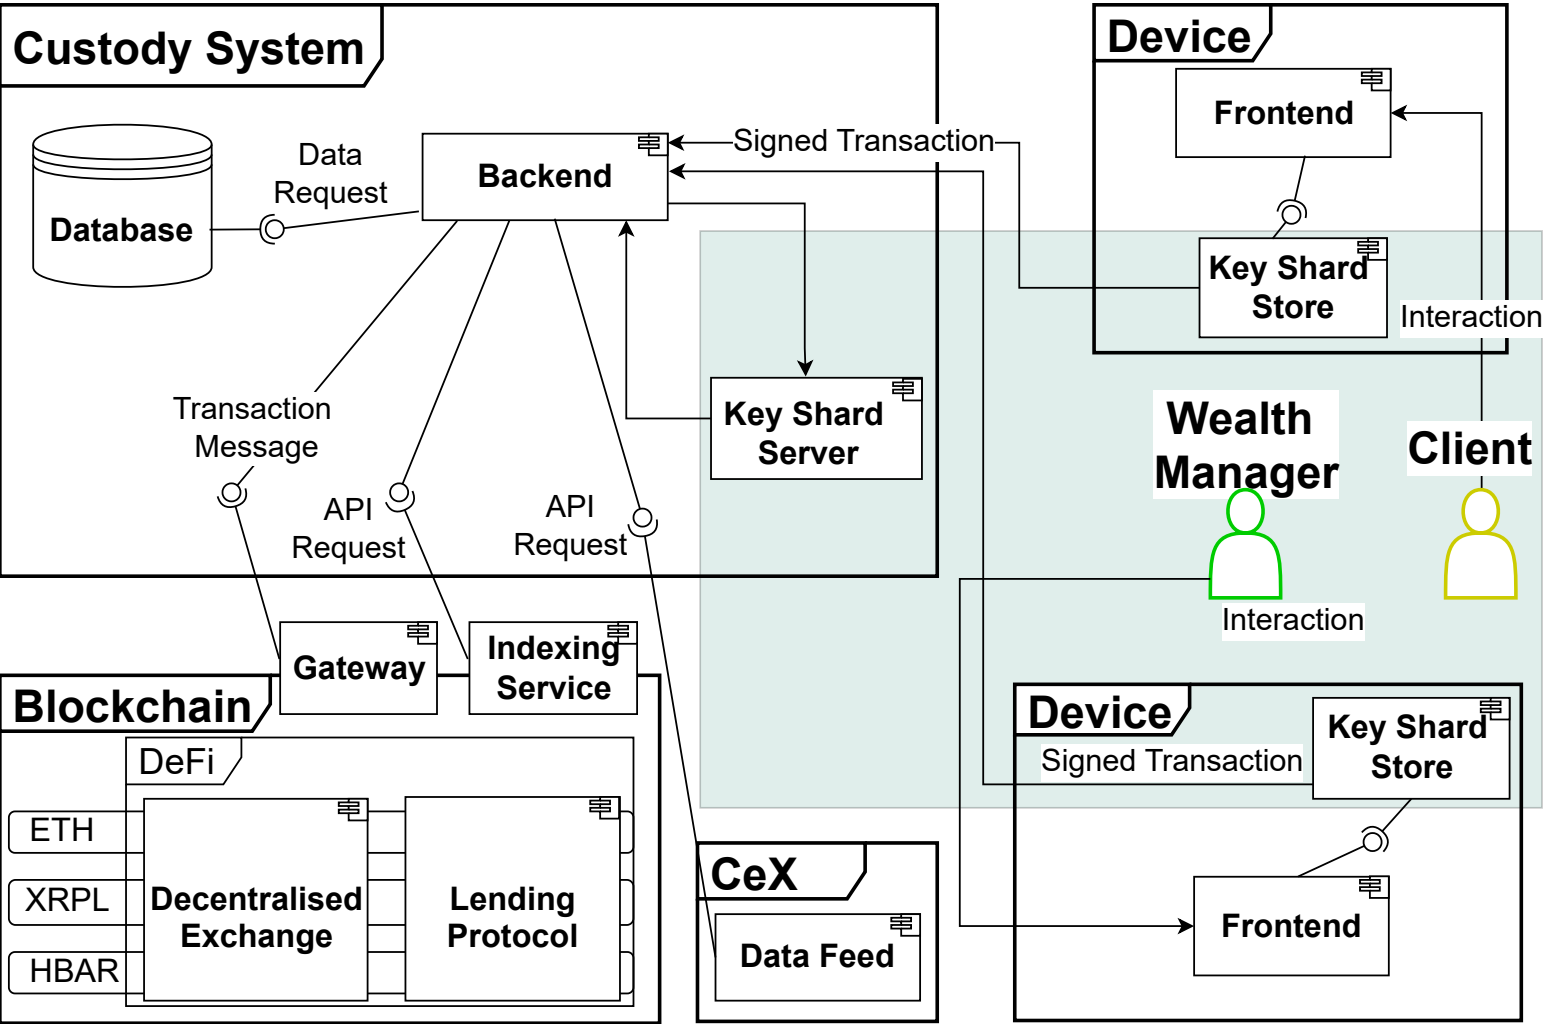 Custody System
Device
Frontend
Signed Transaction
Data
Request
Backend
Database
Key Shard
Store
Interaction
Transaction
Message
Key Shard
Server
Wealth
Manager
Client
API
Request
API
Request
Interaction
Gateway
Indexing
Service
Blockchain
Device
Key Shard
Store
Signed Transaction
DeFi
ETH
XRPL
HBAR
Decentralised
Exchange
Lending
Protocol
CeX
Data Feed
Frontend